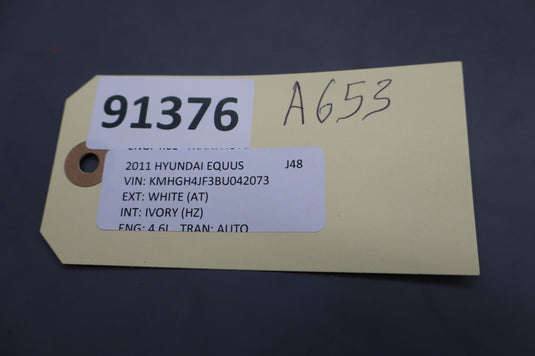 91376
A653
2011 HYUNDAI EQUUS J48
VIN: KMHGH4JF3BU042073
EXT: WHITE (AT)
INT: IVORY (HZ)
ENG: 4.6L TRAN: AUTO